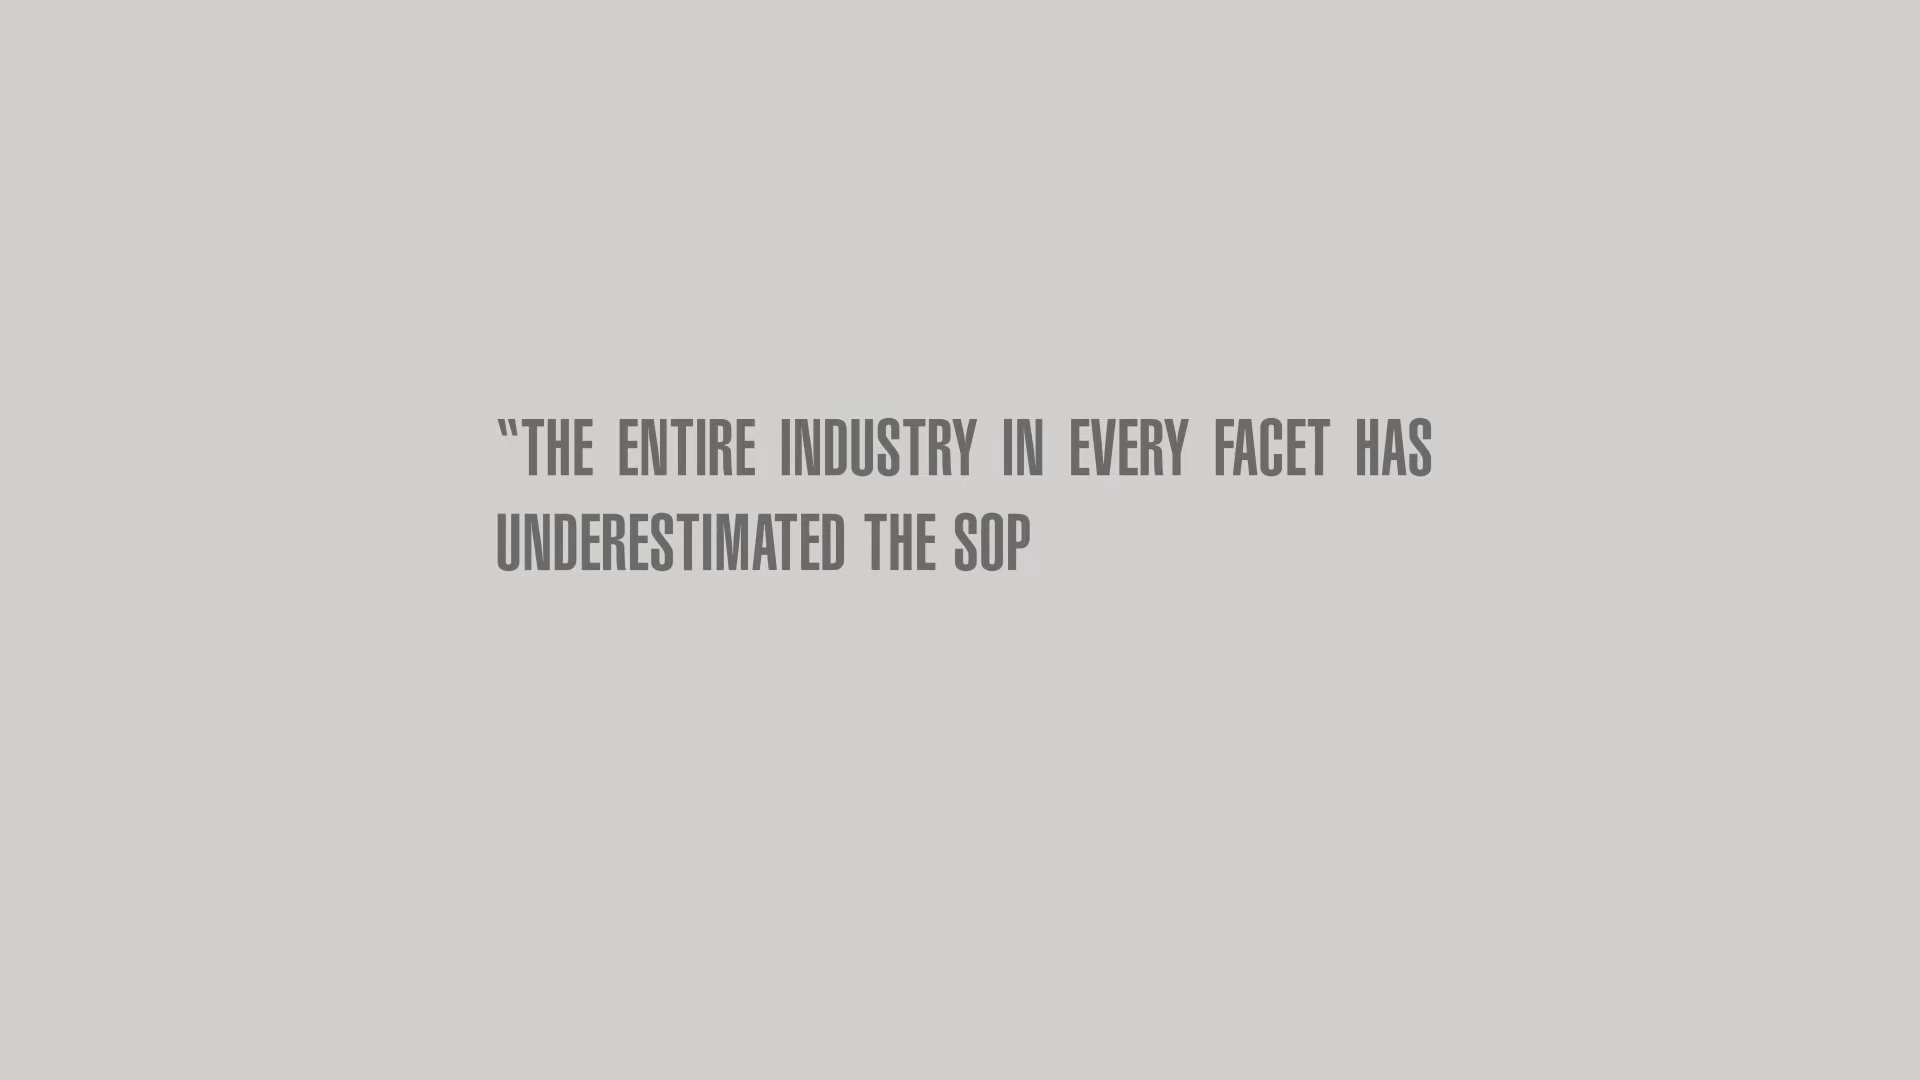 “THE ENTIRE INDUSTRY IN EVERY FACET HAS
UNDERESTIMATED THE SOP